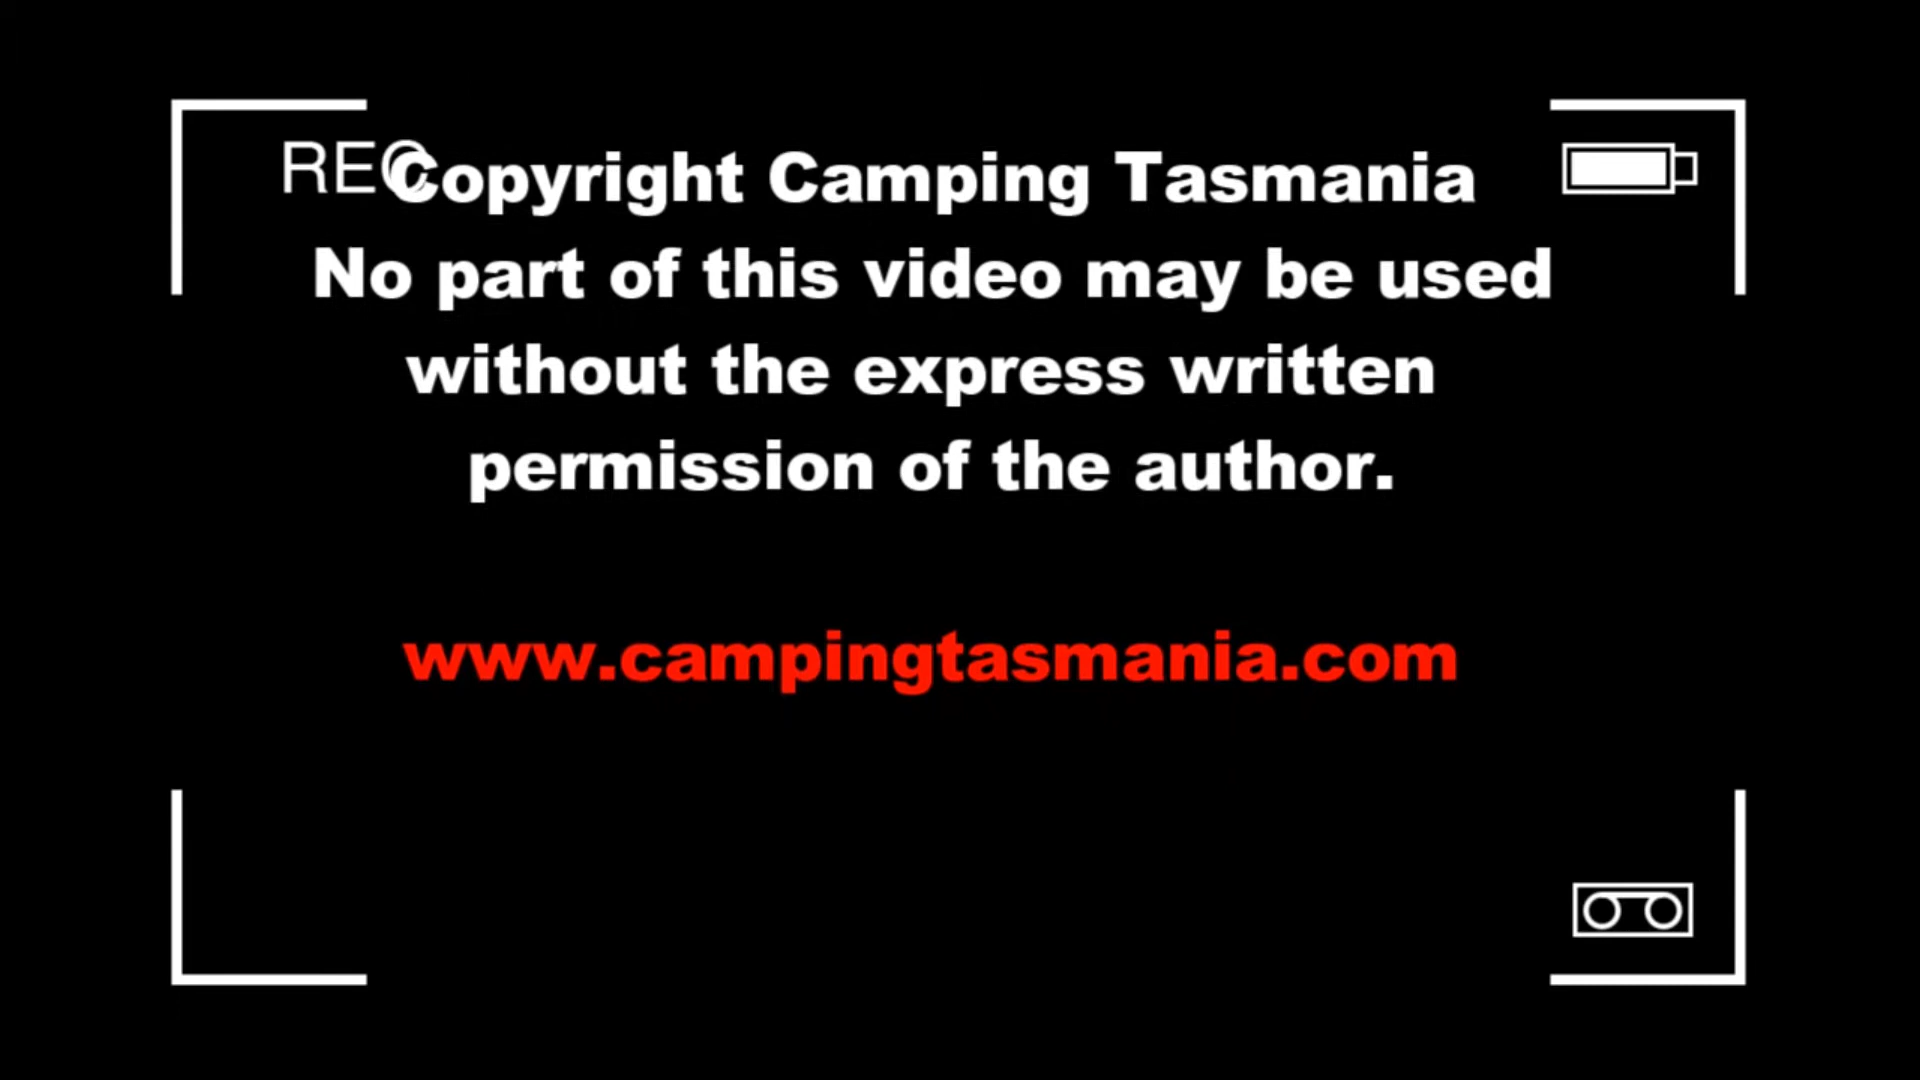 REC
Copyright Camping Tasmania
No part of this video may be used
without the express written
permission of the author.
www.campingtasmania.com